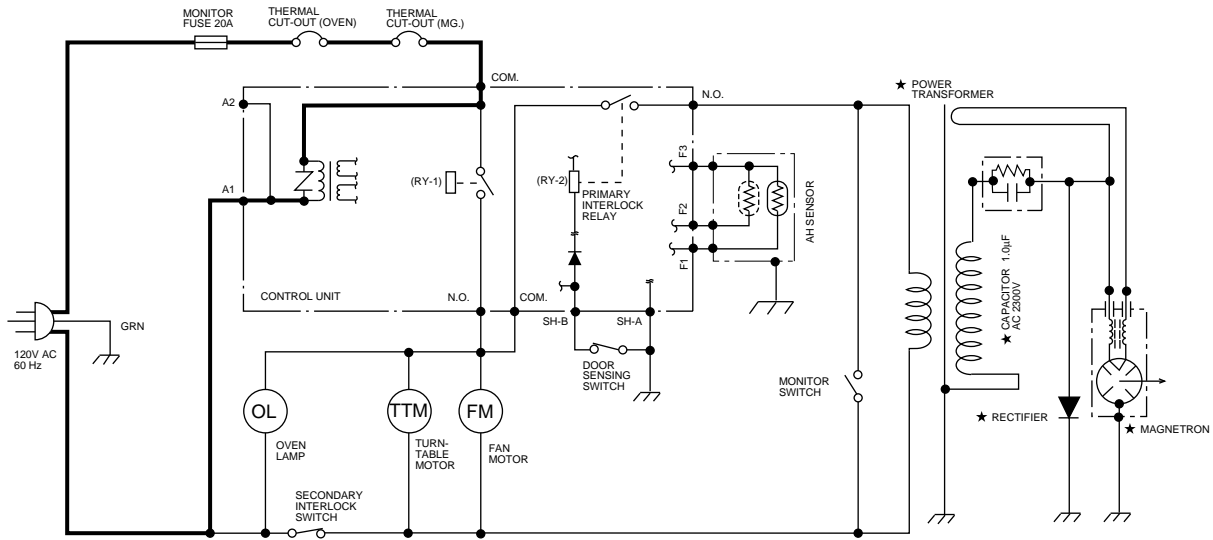 MONITOR
FUSE 20A
THERMAL
CUT-OUT (OVEN)
THERMAL
CUT-OUT (MG.)
COM.
A2
N.O.
★ POWER
TRANSFORMER
A1
(RY-1)
(RY-2)
PRIMARY
INTERLOCK
RELAY
F3
F2
F1
AH SENSOR
★ CAPACITOR 1.0µF
AC 2300V
CONTROL UNIT
N.O.
COM.
SH-B
SH-A
GRN
120V AC
60 Hz
DOOR
SENSING
SWITCH
MONITOR
SWITCH
OL
TTM
FM
OVEN
LAMP
TURN-
TABLE
MOTOR
FAN
MOTOR
★ RECTIFIER
★ MAGNETRON
SECONDARY
INTERLOCK
SWITCH